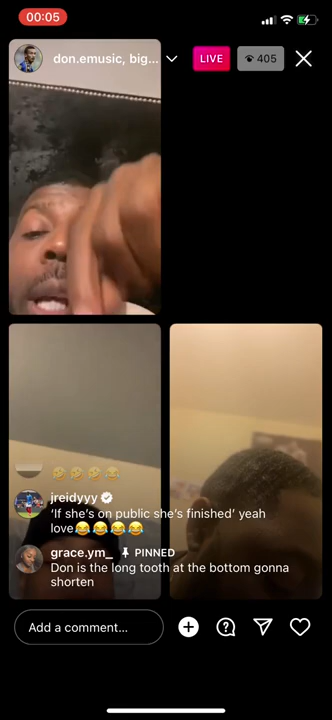 00:05
don.emusic, big...
LIVE
405
🤣🤣🤣😂
jreidyyy
‘If she's on public she's finished’ yeah
love😂😂😂😂
grace.ym_ PINNED
Don is the long tooth at the bottom gonna
shorten
Add a comment...